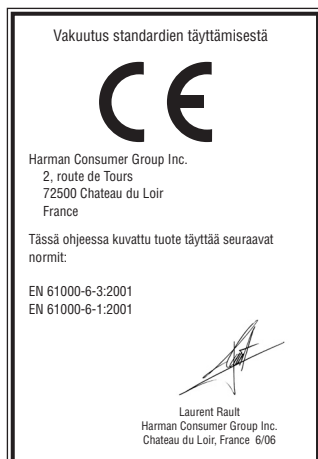 Vakuutus standardien täyttämisestä
CE
Harman Consumer Group Inc.
2, route de Tours
72500 Chateau du Loir
France
Tässä ohjeessa kuvattu tuote täyttää seuraavat
normit:
EN 61000-6-3:2001
EN 61000-6-1:2001
Laurent Rault
Harman Consumer Group Inc.
Chateau du Loir, France 6/06